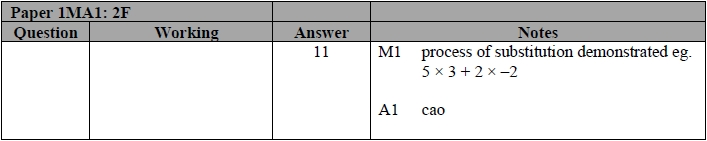 Paper 1MA1: 2F
Question Working Answer Notes
11 M1 process of substitution demonstrated eg.
5 × 3 + 2 × –2
A1 cao